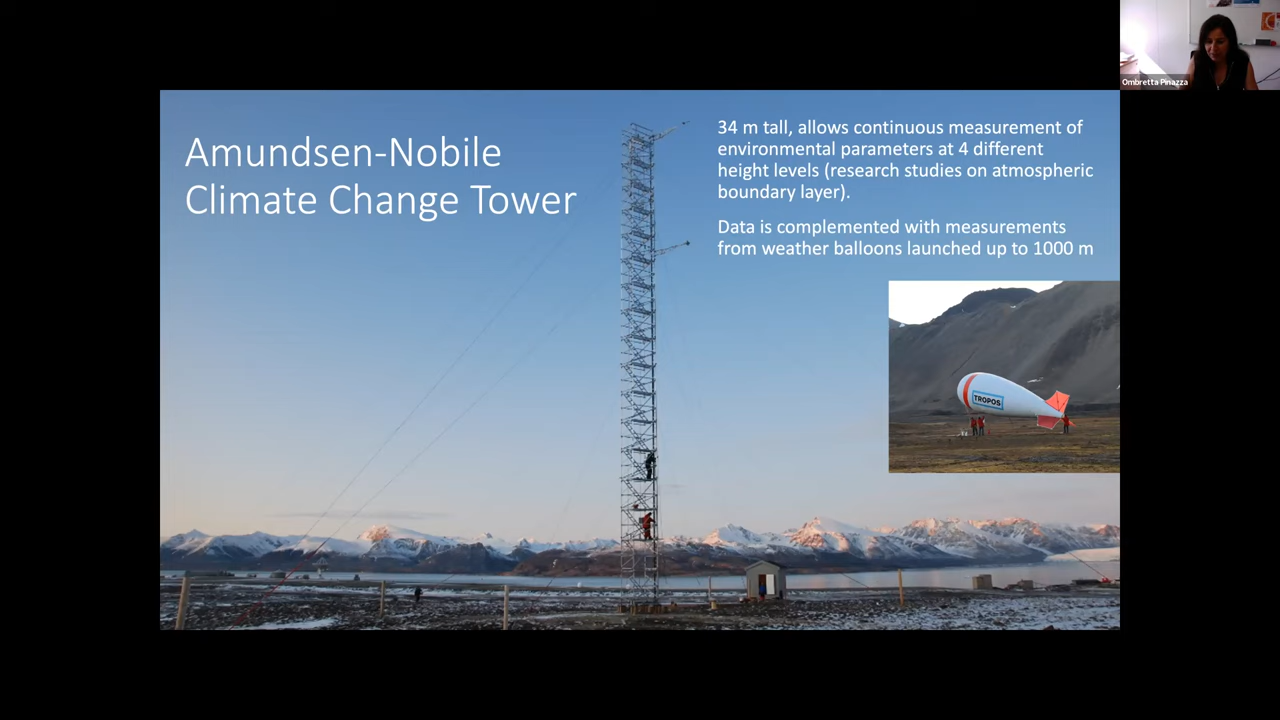 Ombretta Pinazza
Amundsen-Nobile
Climate Change Tower
34 m tall, allows continuous measurement of
environmental parameters at 4 different
height levels (research studies on atmospheric
boundary layer).
Data is complemented with measurements
from weather balloons launched up to 1000 m
TROPOS